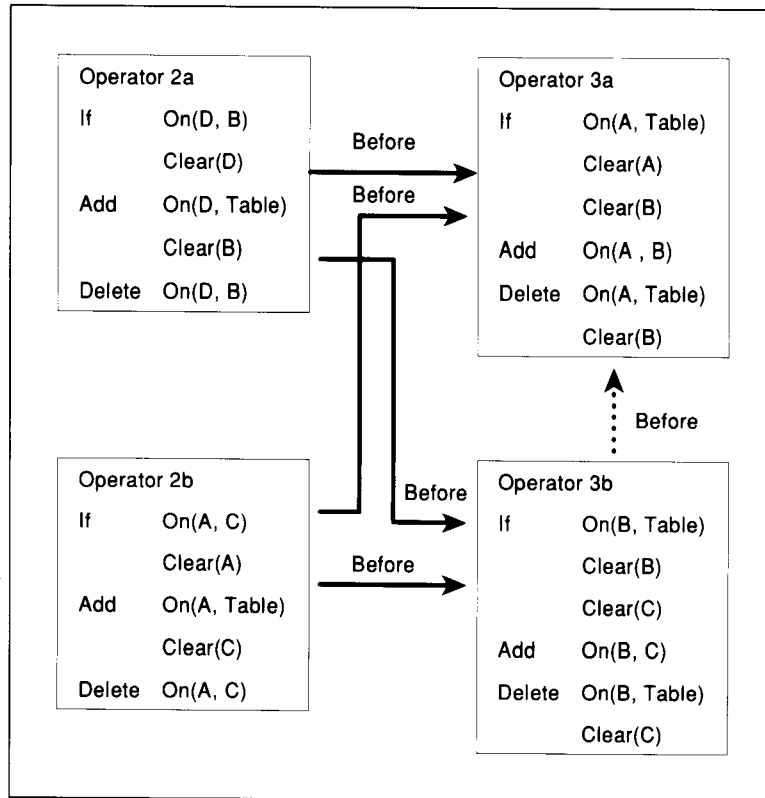 Operator 2a
If On(D, B)
Clear(D)
Add On(D, Table)
Clear(B)
Delete On(D, B)
Before
Before
Operator 3a
If On(A, Table)
Clear(A)
Clear(B)
Add On(A , B)
Delete On(A, Table)
Clear(B)
Before
Operator 2b
If On(A, C)
Clear(A)
Add On(A, Table)
Clear(C)
Delete On(A, C)
Before
Before
Operator 3b
If On(B, Table)
Clear(B)
Clear(C)
Add On(B, C)
Delete On(B, Table)
Clear(C)